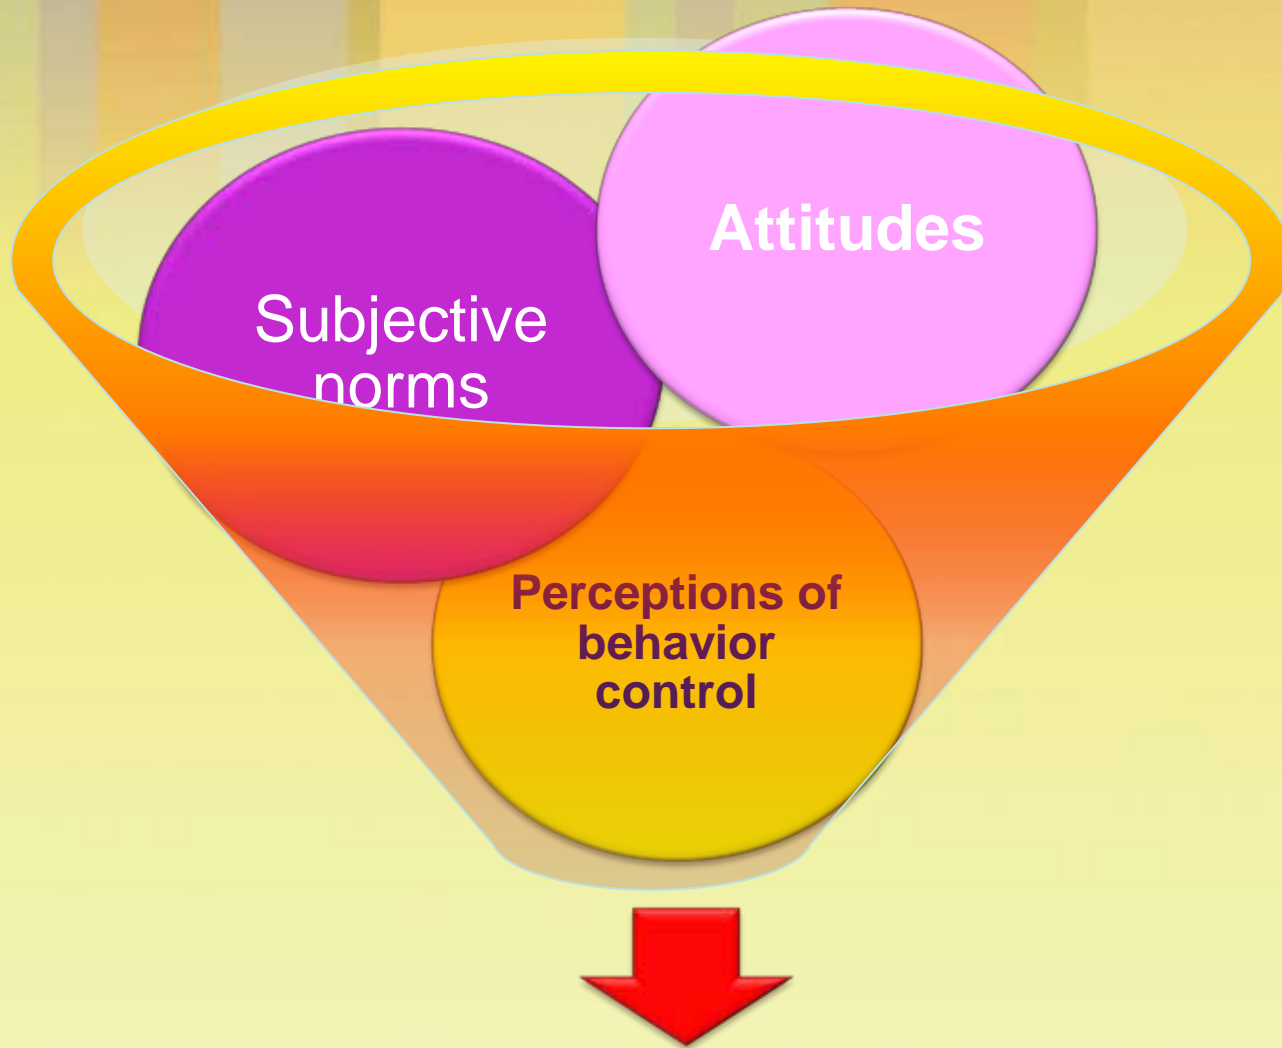 Attitudes
Subjective
norms
Perceptions of
behavior
control